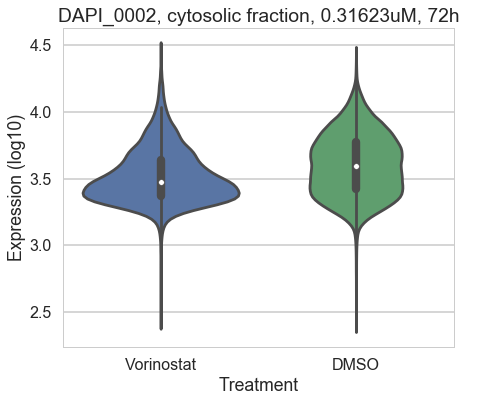 DAPI_0002, cytosolic fraction, 0.31623uM, 72h
4.5
4.0
3.5
3.0
2.5
Expression (log10)
Vorinostat
DMSO
Treatment